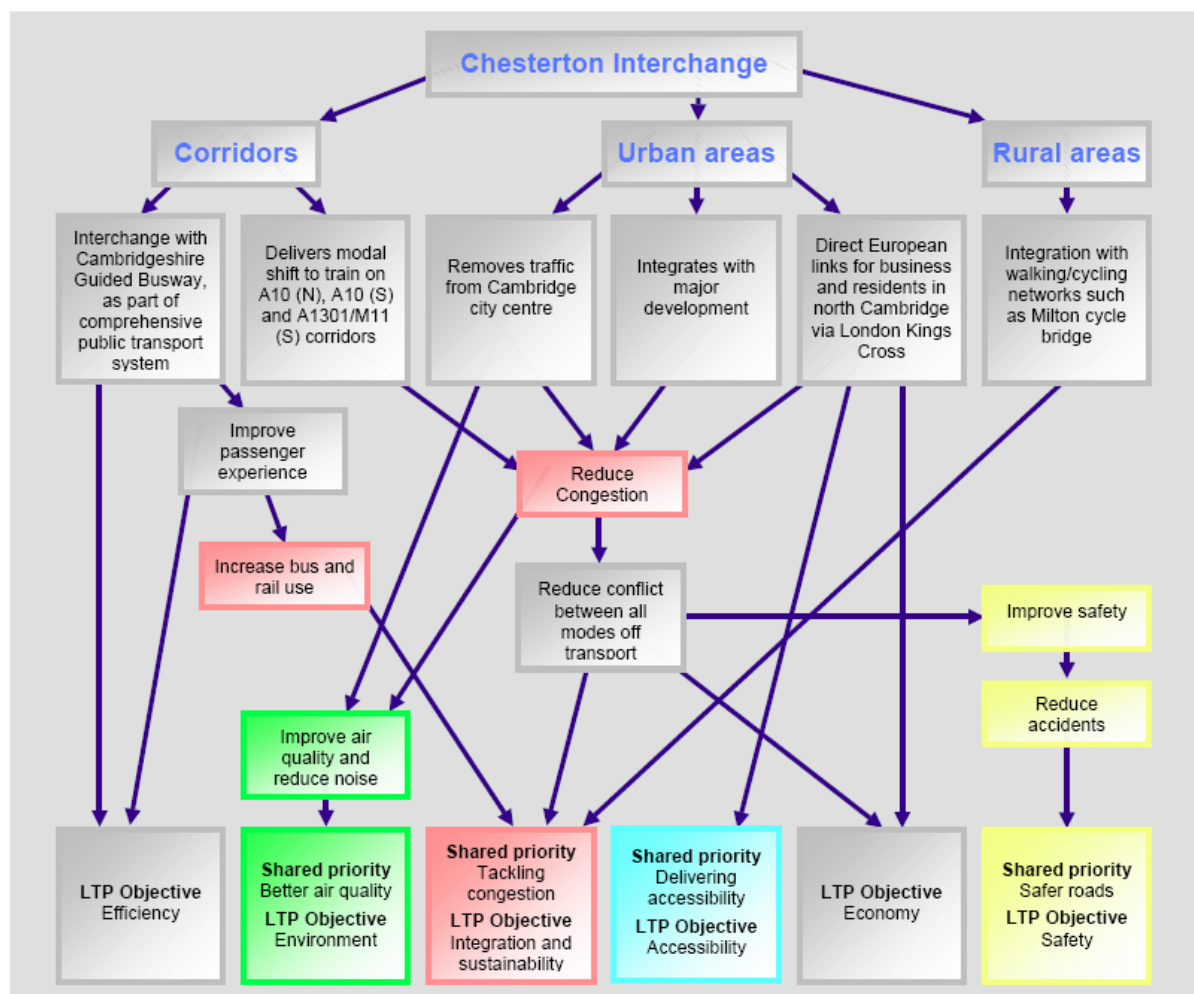 Chesterton Interchange
Corridors
Urban areas
Rural areas
Interchange with
Cambridgeshire
Guided Busway,
as part of
comprehensive
public transport
system
Delivers modal
shift to train on
A10 (N), A10 (S)
and A1301/M11
(S) corridors
Removes traffic
from Cambridge
city centre
Integrates with
major
development
Direct European
links for business
and residents in
north Cambridge
via London Kings
Cross
Integration with
walking/cycling
networks such
as Milton cycle
bridge
Improve
passenger
experience
Reduce
Congestion
Increase bus and
rail use
Reduce conflict
between all
modes off
transport
Improve safety
Reduce
accidents
Improve air
quality and
reduce noise
LTP Objective
Efficiency
Shared priority
Better air quality
LTP Objective
Environment
Shared priority
Tackling
congestion
LTP Objective
Integration and
sustainability
Shared priority
Delivering
accessibility
LTP Objective
Accessibility
LTP Objective
Economy
Shared priority
Safer roads
LTP Objective
Safety